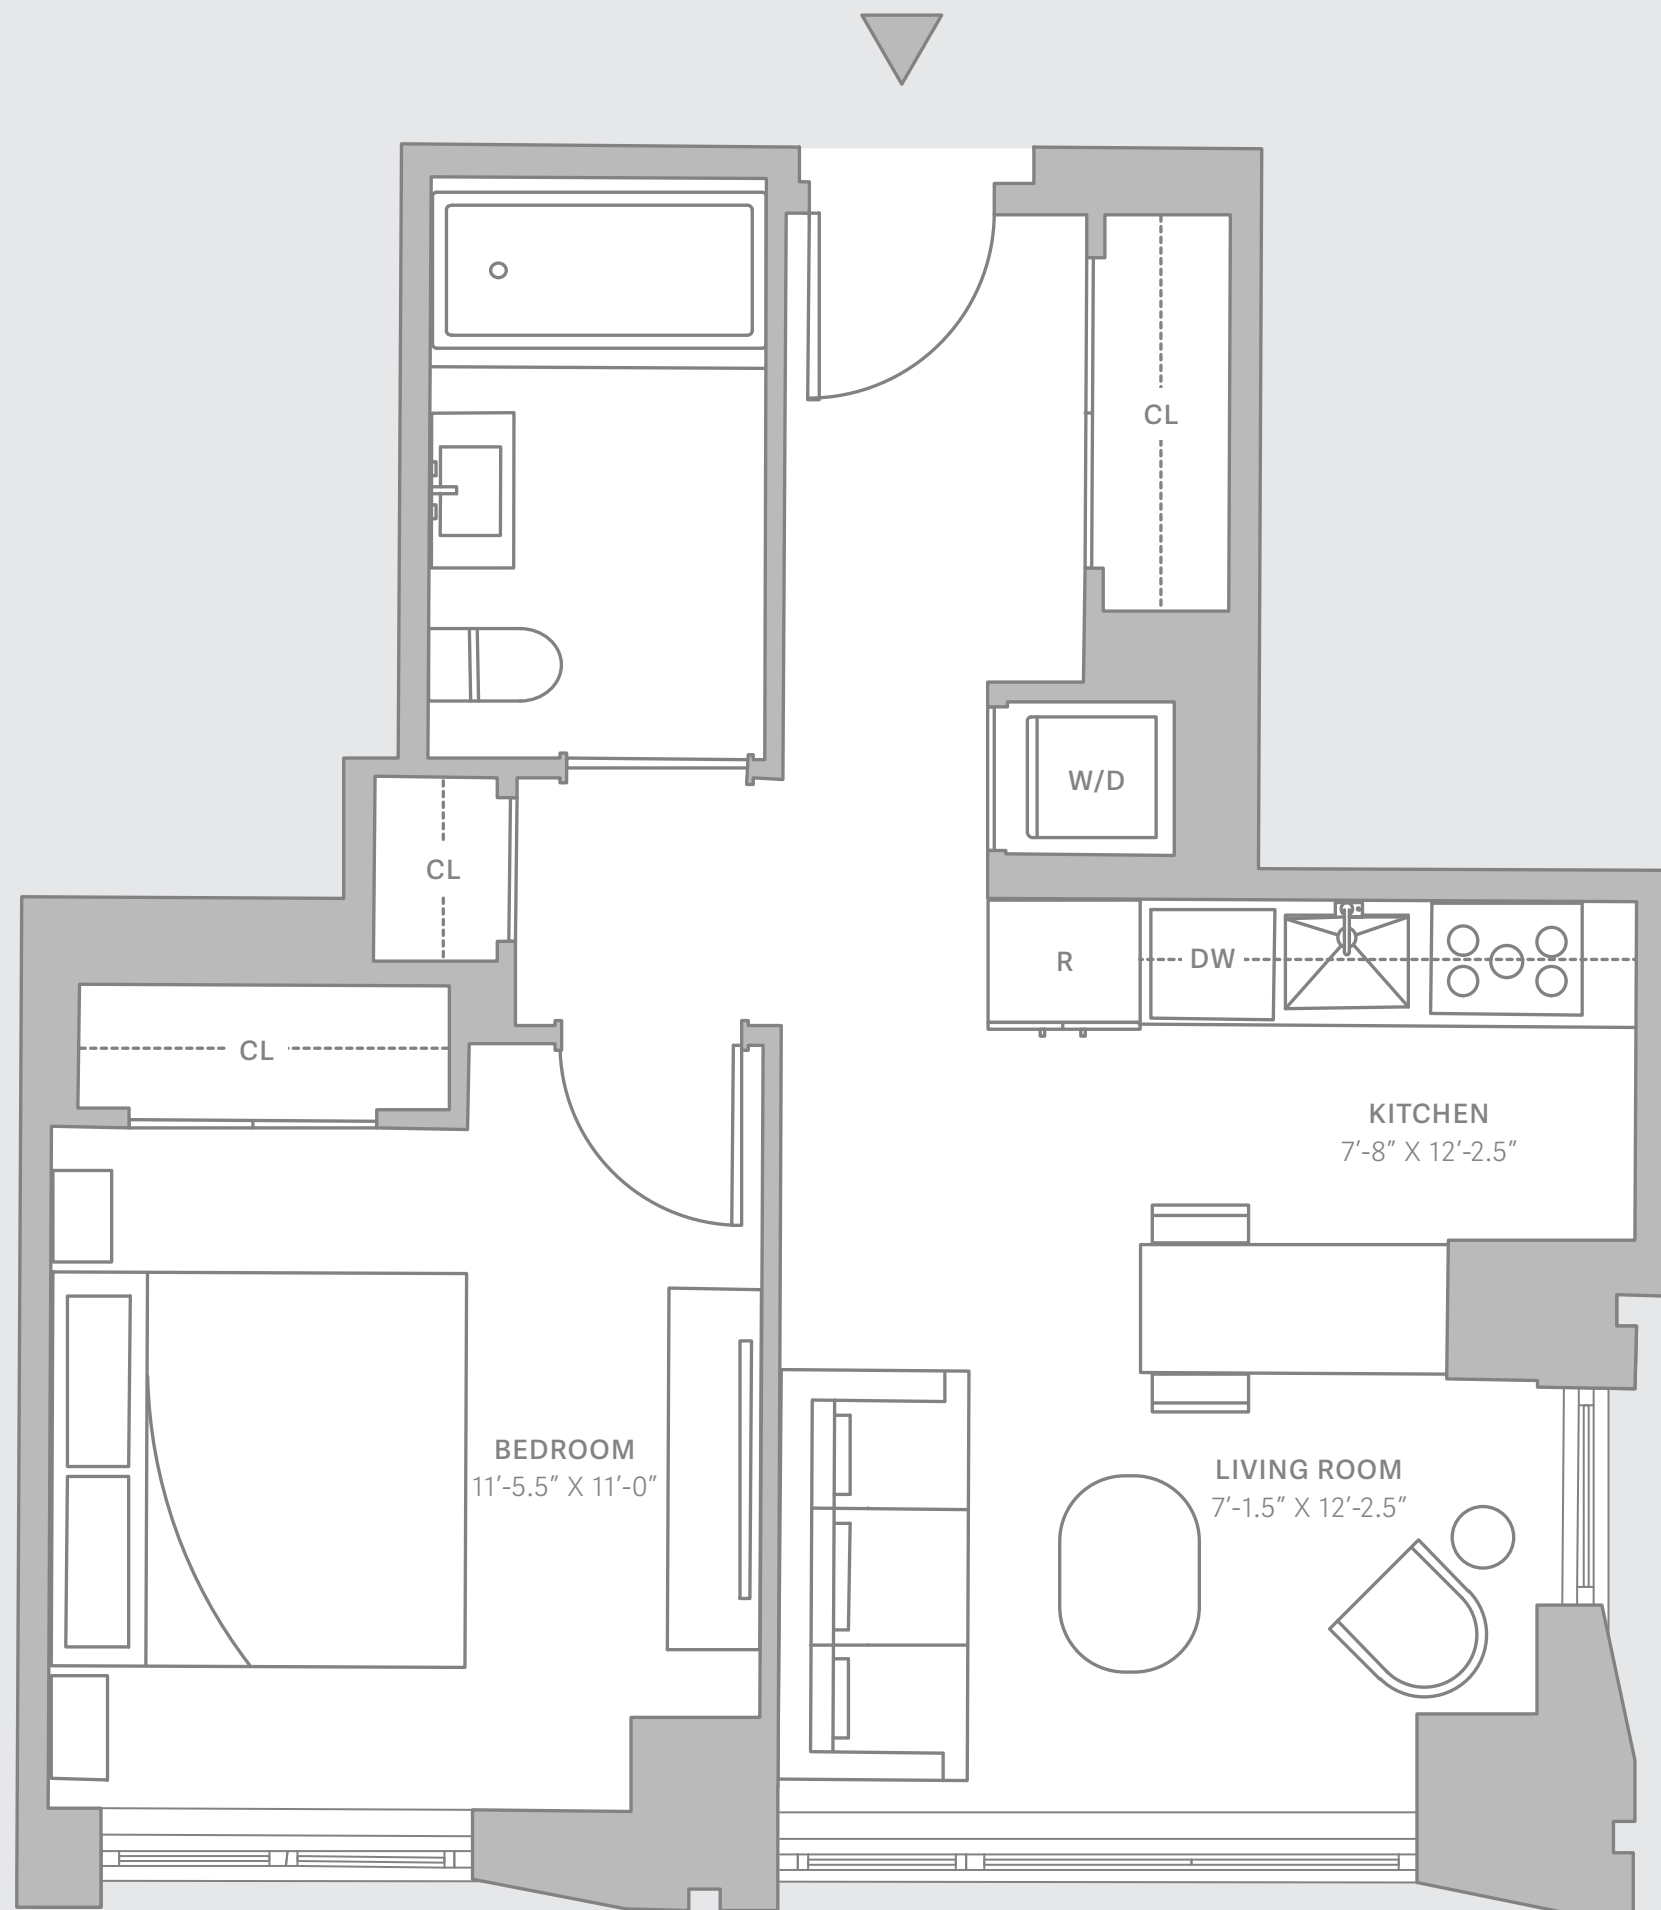 CL
W/D
CL
R
DW
CL
KITCHEN
7’-8” X 12’-2.5”
BEDROOM
11’-5.5” X 11’-0”
LIVING ROOM
7’-1.5” X 12’-2.5”